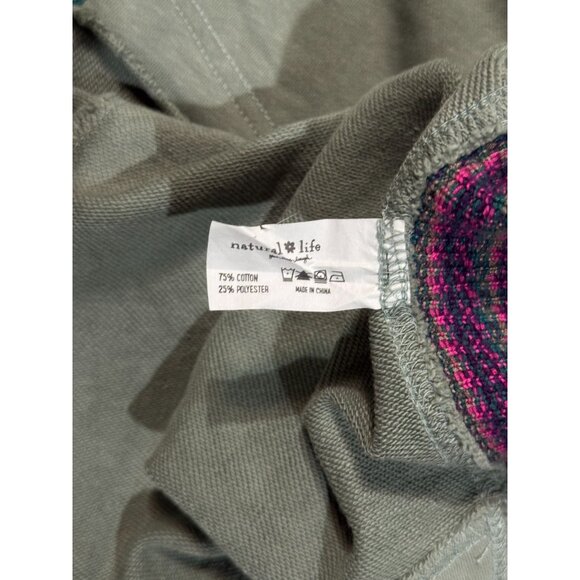 natural life
75% COTTON
25% POLYESTER
MADE IN CHINA